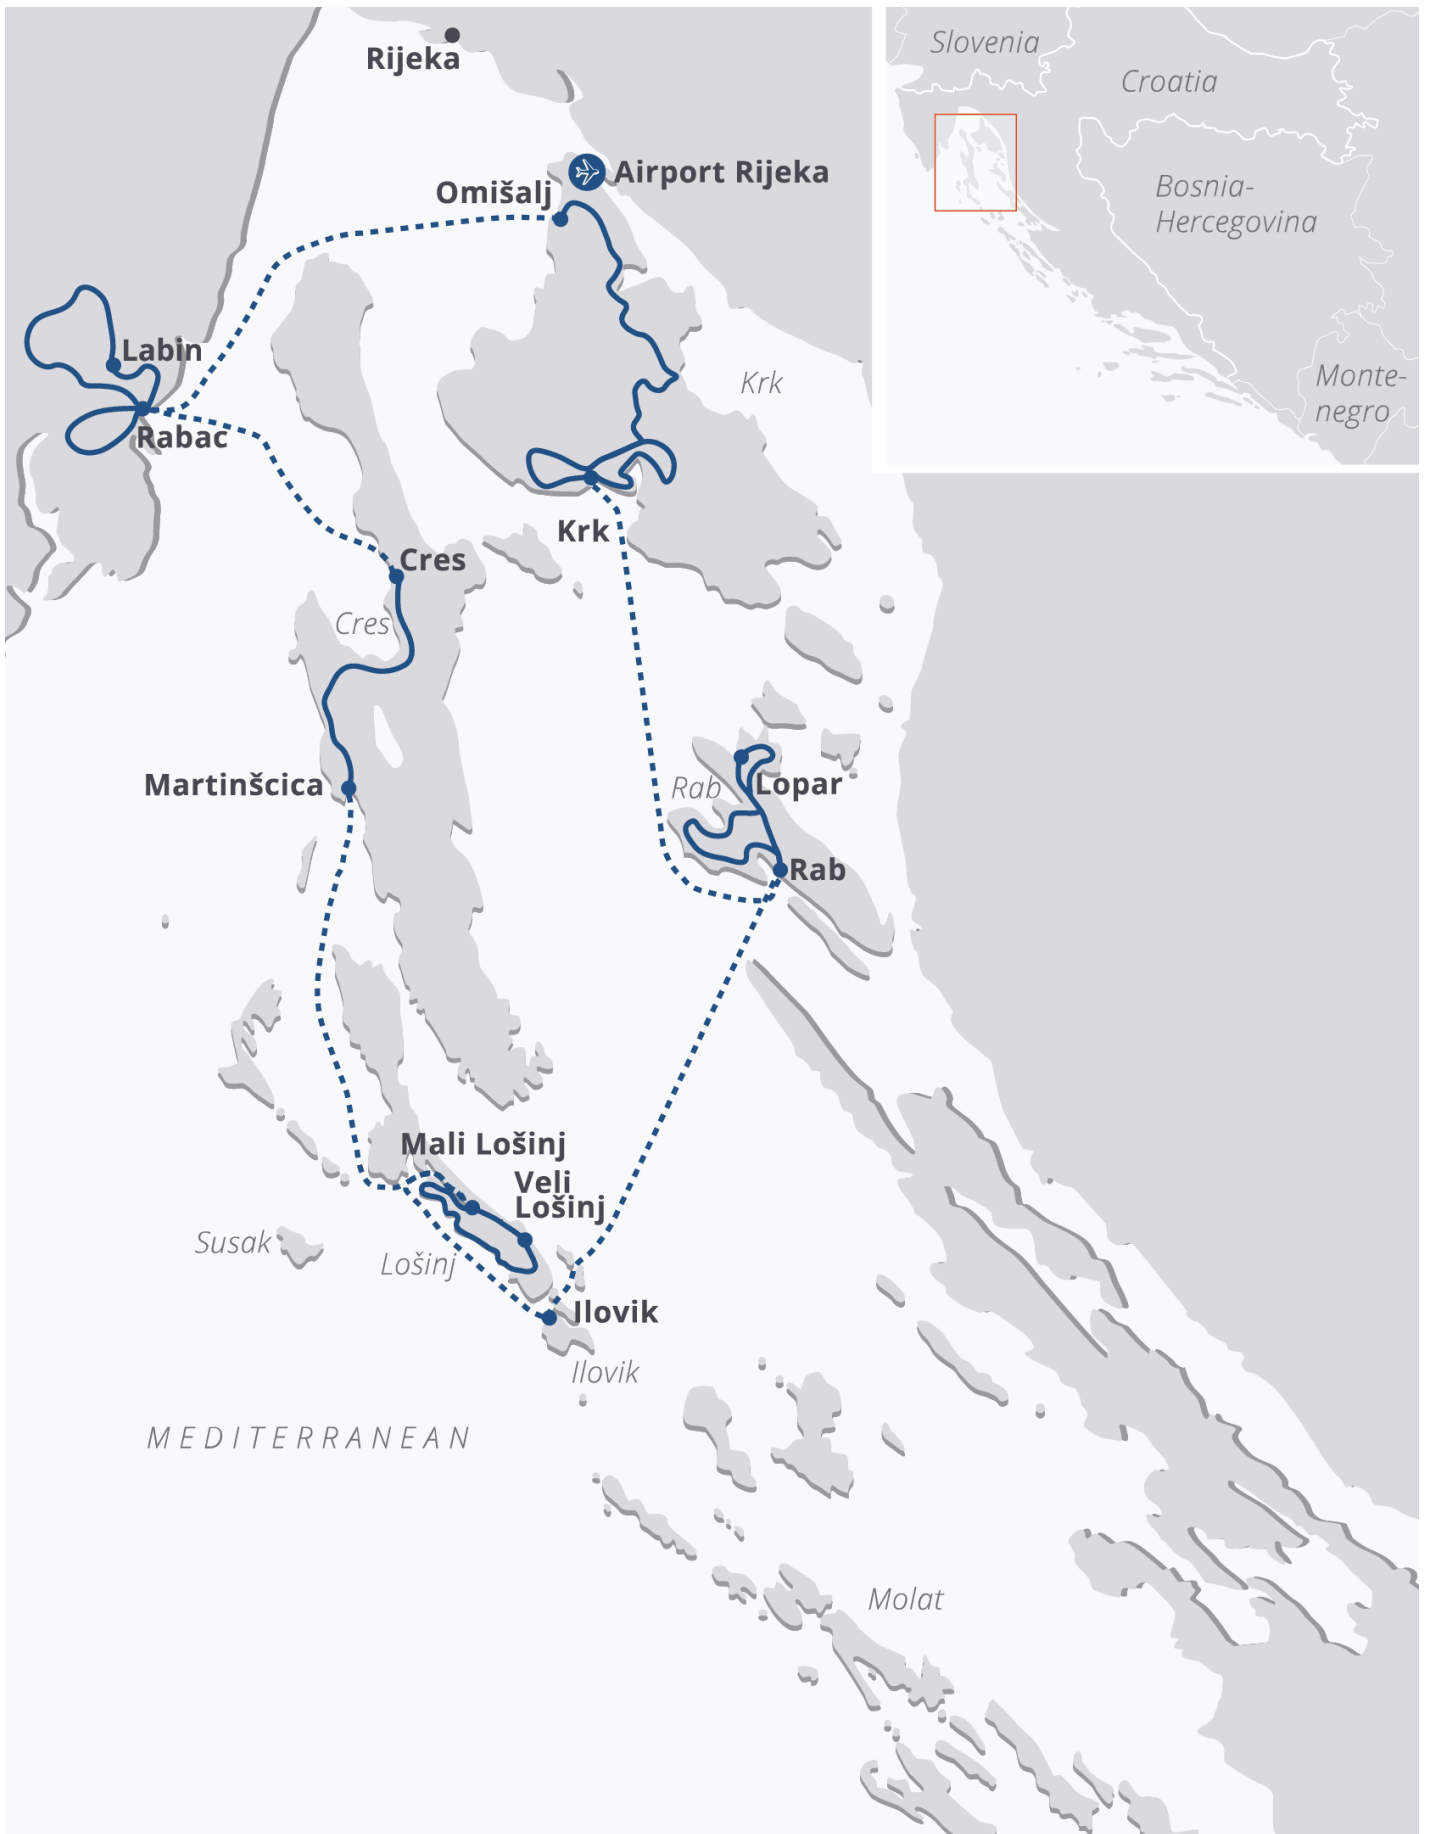 Rijeka
Slovenia
Croatia
Airport Rijeka
Omišalj
Bosnia-
Hercegovina
Labin
Krk
Monte-
negro
Rabac
Krk
Cres
Cres
Martinšcica
Rab
Lopar
Rab
Mali Lošinj
Veli
Lošinj
Susak
Lošinj
Ilovik
Ilovik
MEDITERRANEAN
Molat